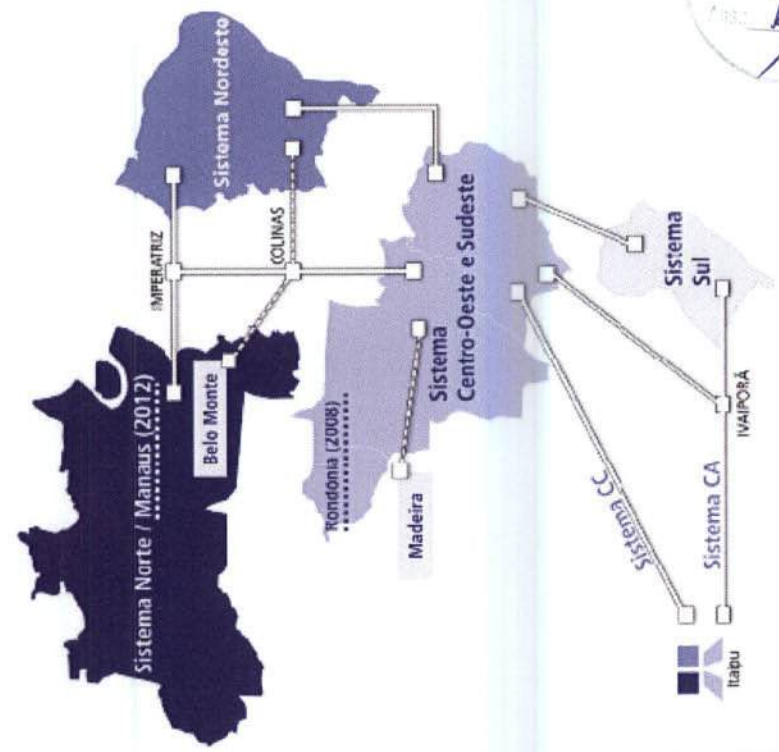 Sistema Norte / Manaus (2012)
Belo Monte
IMPERATRIZ
COLINAS
Sistema Nordeste
Rondônia (2008)
Madeira
Sistema
Centro-Oeste e Sudeste
Sistema
Sul
Sistema CC
Sistema CA
IVAIPORÃ
Itaipu